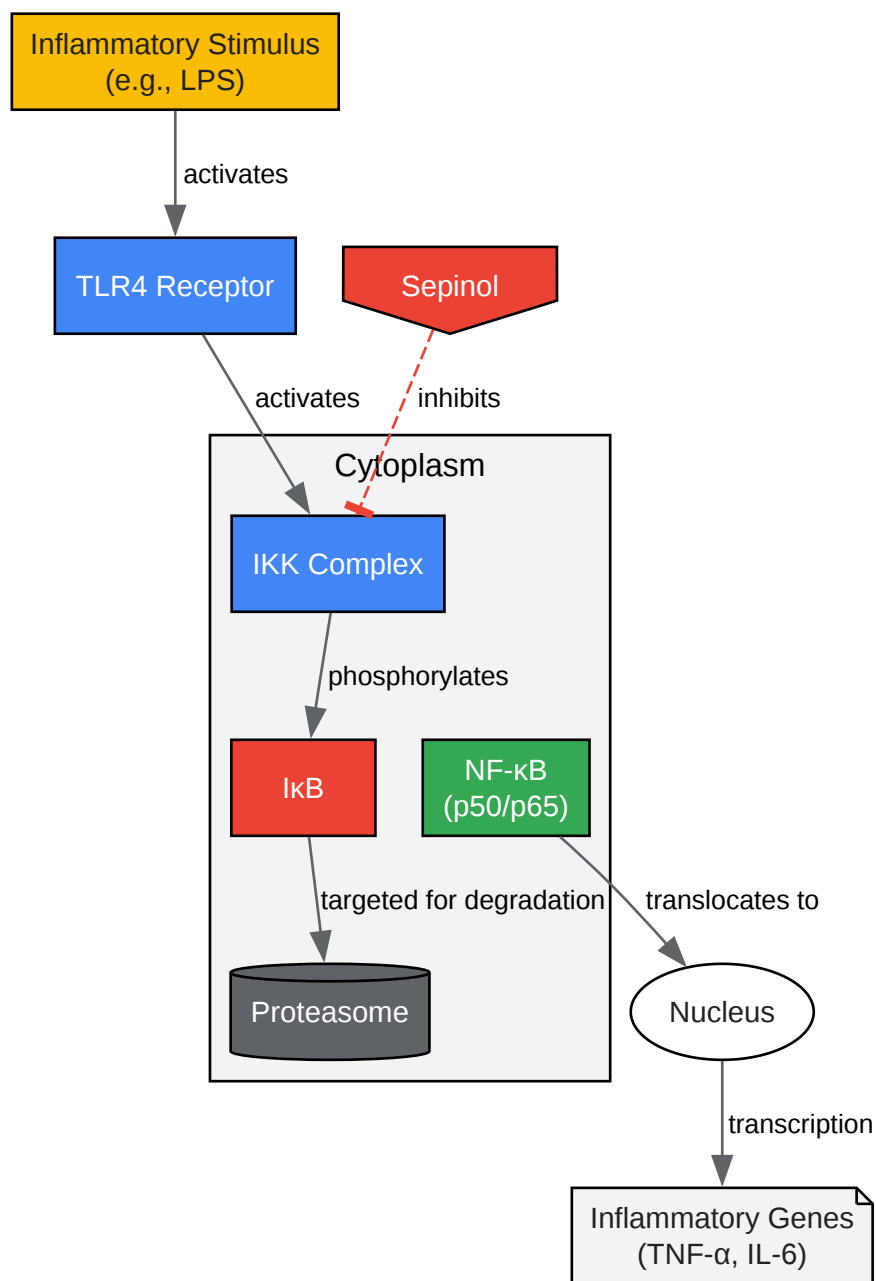 Inflammatory Stimulus
(e.g., LPS)
activates
TLR4 Receptor
Sepinol
activates
inhibits
Cytoplasm
IKK Complex
phosphorylates
IκB
NF-κB
(p50/p65)
targeted for degradation
translocates to
Proteasome
Nucleus
transcription
Inflammatory Genes
(TNF-α, IL-6)